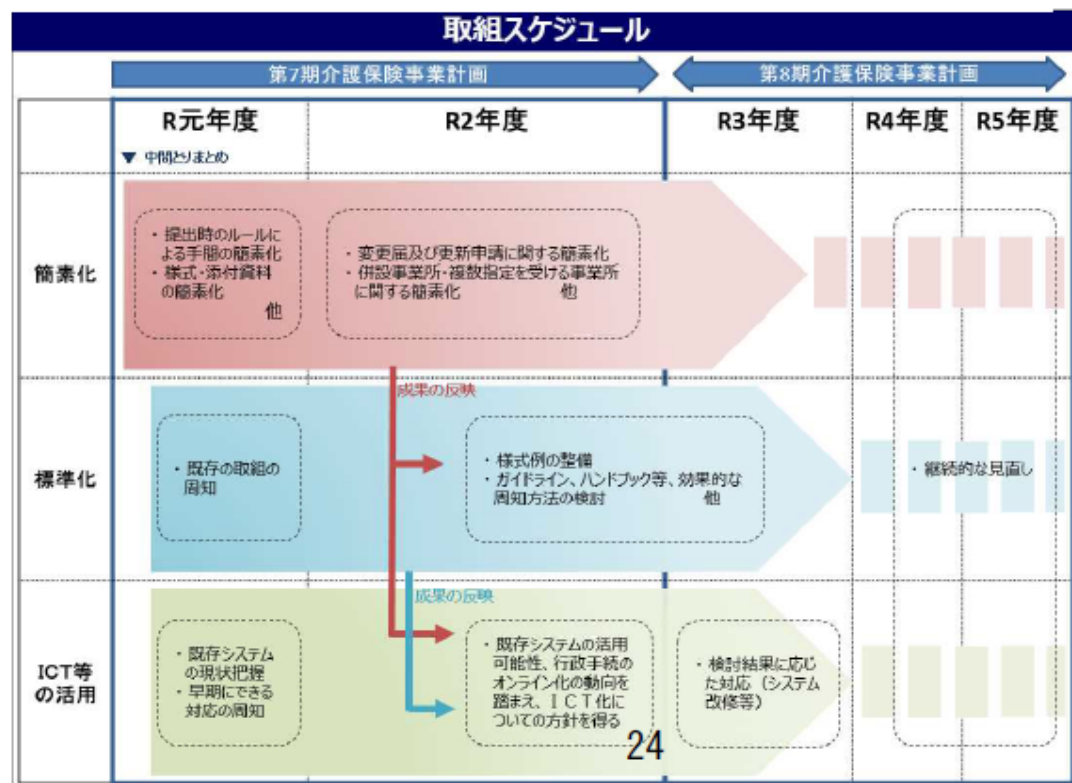 取組スケジュール
第7期介護保険事業計画
第8期介護保険事業計画
R元年度
R2年度
R3年度
R4年度
R5年度
▼ 中間とりまとめ
簡素化
・提出時のルールに
よる手間の簡素化
・様式・添付資料
の簡素化
他
・変更届及び更新申請に関する簡素化
・併設事業所・複数指定を受ける事業所
に関する簡素化 他
成果の反映
標準化
・既存の取組の
周知
・様式例の整備
・ガイドライン、ハンドブック等、効果的な
周知方法の検討 他
・継続的な見直し
成果の反映
ICT等
の活用
・既存システム
の現状把握
・早期にできる
対応の周知
・既存システムの活用
可能性、行政手続の
オンライン化の動向を
踏まえ、ICT化に
ついての方針を得る
・検討結果に応じ
た対応(システム
改修等)
24